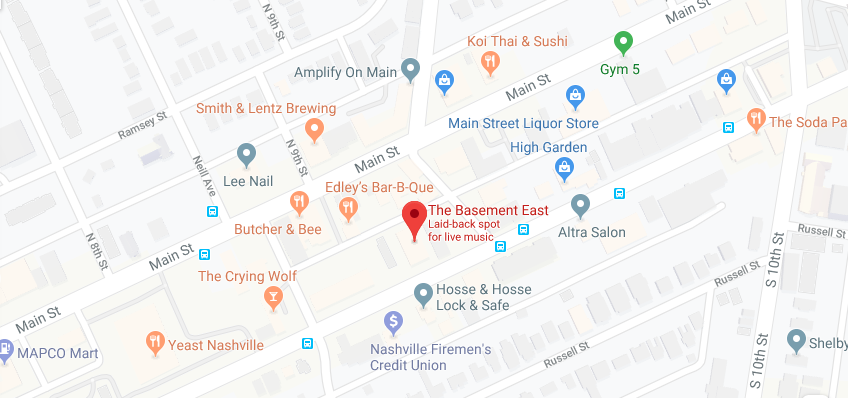 N 9th St
Main St
Koi Thai & Sushi
Gym 5
Amplify On Main
Main St
Smith & Lentz Brewing
Main Street Liquor Store
The Soda Pa
Ramsey St
High Garden
N 9th St
Main St
Lee Nail
Neill Ave
Edley's Bar-B-Que
The Basement East
Laid-back spot
for live music
Butcher & Bee
Altra Salon
Russell St
N 8th St
Main St
S 10th St
The Crying Wolf
Russell St
Hosse & Hosse
Lock & Safe
Main St
Yeast Nashville
MAPCO Mart
Nashville Firemen's
Credit Union
Russell St
S 10th St
Shelby